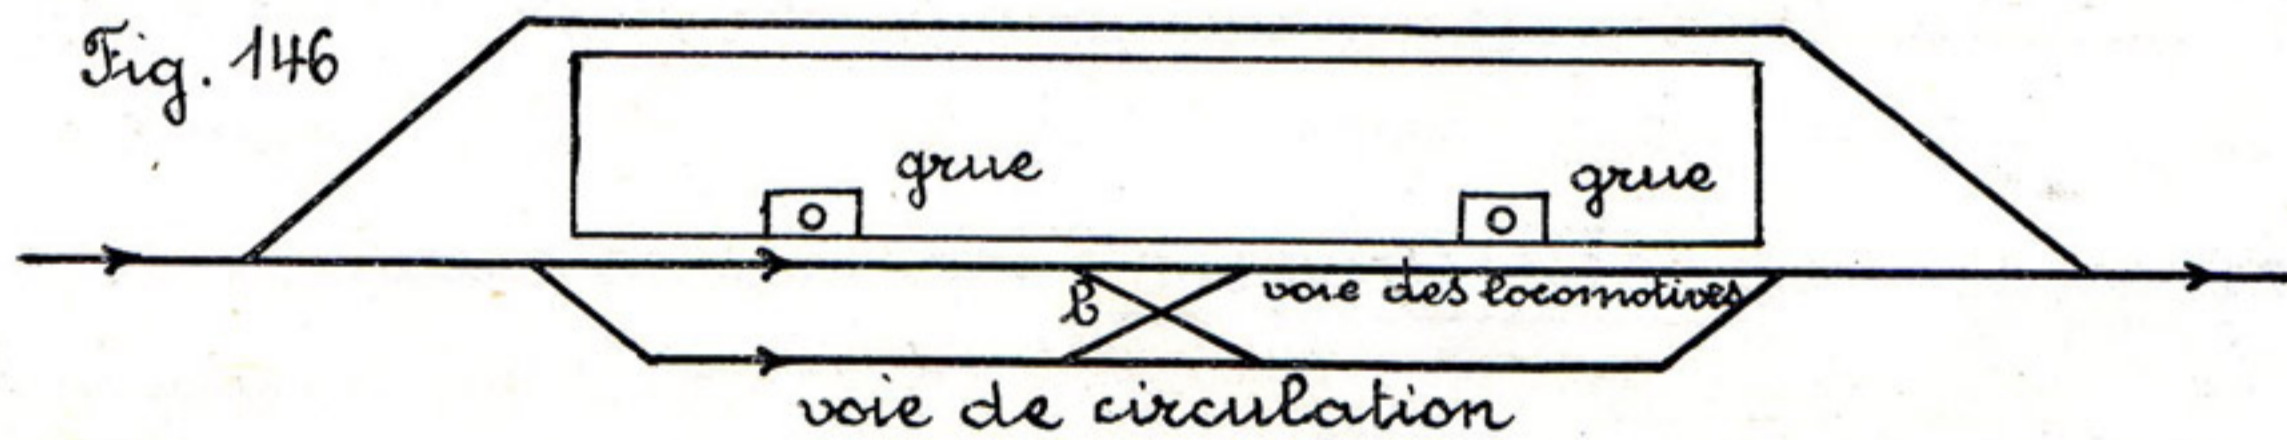 Fig. 146
grue
grue
b
voie des locomotives
voie de circulation